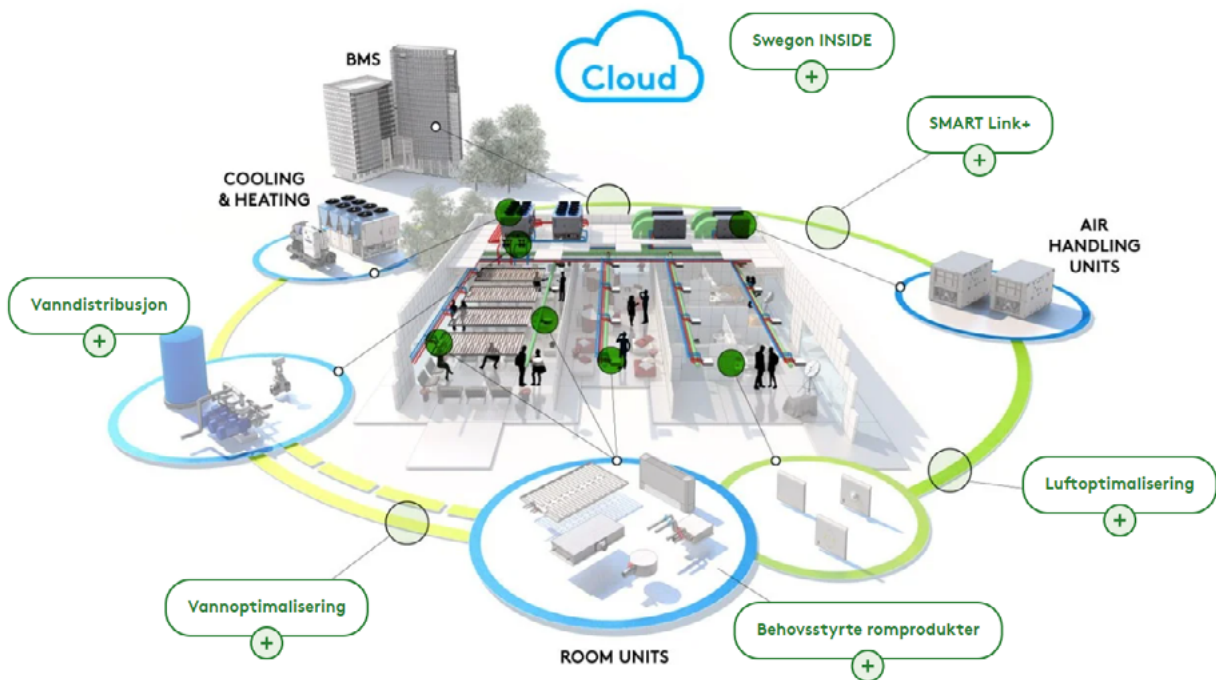 Swegon INSIDE
+
BMS
Cloud
SMART Link+
+
COOLING
& HEATING
AIR
HANDLING
UNITS
Vanndistribusjon
+
Luftoptimalisering
+
Vannoptimalisering
+
Behovsstyrte romprodukter
+
ROOM UNITS